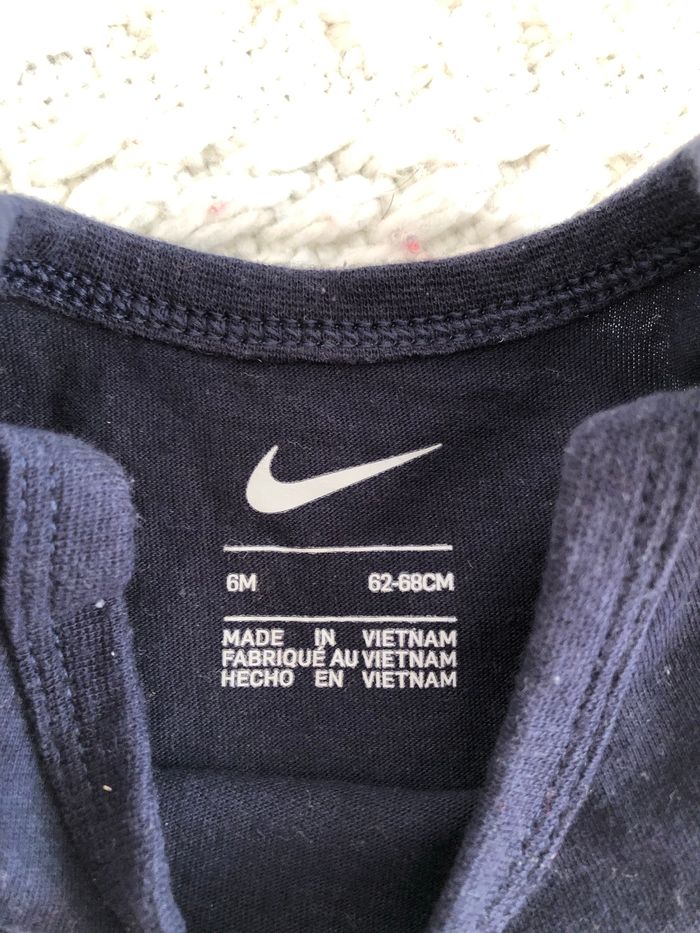 6M 62-68CM
MADE IN VIETNAM
FABRIQUÉ AU VIETNAM
HECHO EN VIETNAM